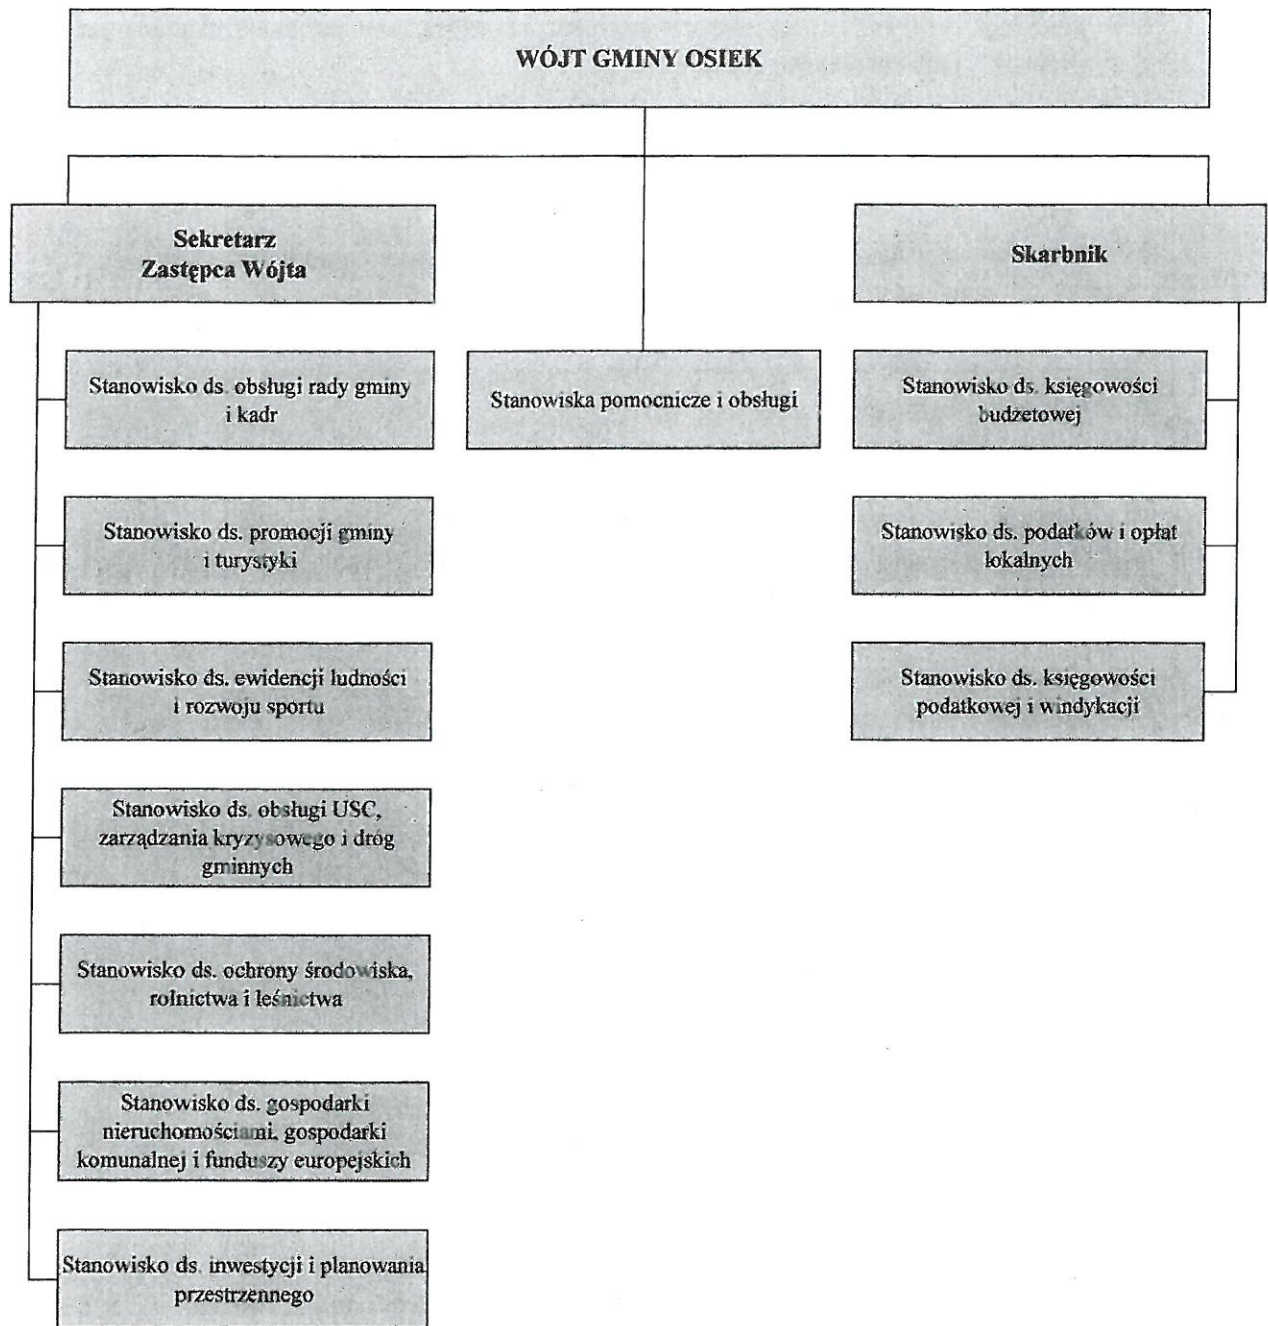 WÓJT GMINY OSIEK
Sekretarz
Zastępca Wójta
Skarbnik
Stanowisko ds. obsługi rady gminy
i kadr
Stanowiska pomocnicze i obsługi
Stanowisko ds. księgowości
budżetowej
Stanowisko ds. promocji gminy
i turystyki
Stanowisko ds. podatków i opłat
lokalnych
Stanowisko ds. ewidencji ludności
i rozwoju sportu
Stanowisko ds. księgowości
podatkowej i windykacji
Stanowisko ds. obsługi USC,
zarządzania kryzysowego i dróg
gminnych
Stanowisko ds. ochrony środowiska,
rolnictwa i leśnictwa
Stanowisko ds. gospodarki
nieruchomościami, gospodarki
komunalnej i funduszy europejskich
Stanowisko ds. inwestycji i planowania
przestrzennego